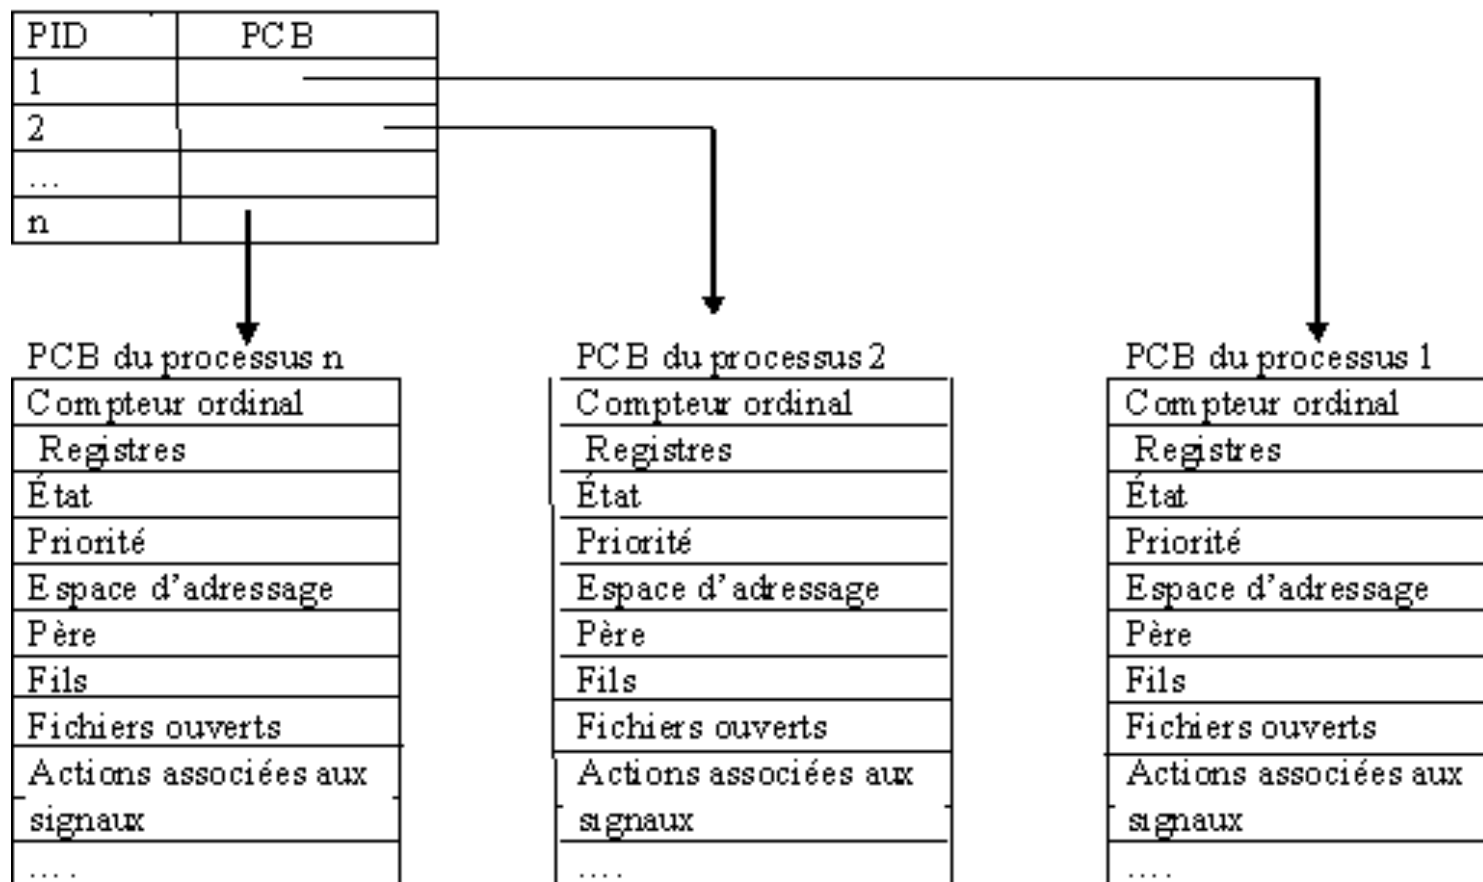 PID PCB
1
2
...
n
PCB du processus n
Compteur ordinal
Registres
État
Priorité
Espace d'adressage
Père
Fils
Fichiers ouverts
Actions associées aux
signaux
....
PCB du processus 2
Compteur ordinal
Registres
État
Priorité
Espace d'adressage
Père
Fils
Fichiers ouverts
Actions associées aux
signaux
....
PCB du processus 1
Compteur ordinal
Registres
État
Priorité
Espace d'adressage
Père
Fils
Fichiers ouverts
Actions associées aux
signaux
....